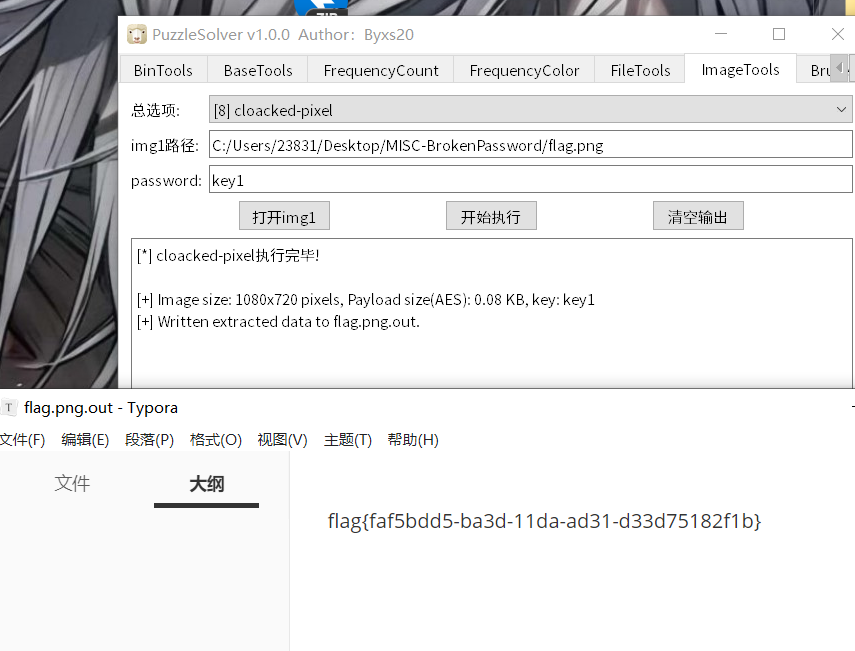 ZIP
PuzzleSolver v1.0.0 Author：Byxs20
BinTools BaseTools FrequencyCount FrequencyColor FileTools ImageTools
总选项: [8] cloacked-pixel
img1路径: C:/Users/23831/Desktop/MISC-BrokenPassword/flag.png
password: key1
打开img1 开始执行 清空输出
[*] cloacked-pixel执行完毕!
[+] Image size: 1080x720 pixels, Payload size(AES): 0.08 KB, key: key1
[+] Written extracted data to flag.png.out.
T flag.png.out - Typora
文件(F) 编辑(E) 段落(P) 格式(O) 视图(V) 主题(T) 帮助(H)
文件 大纲
flag{faf5bdd5-ba3d-11da-ad31-d33d75182f1b}